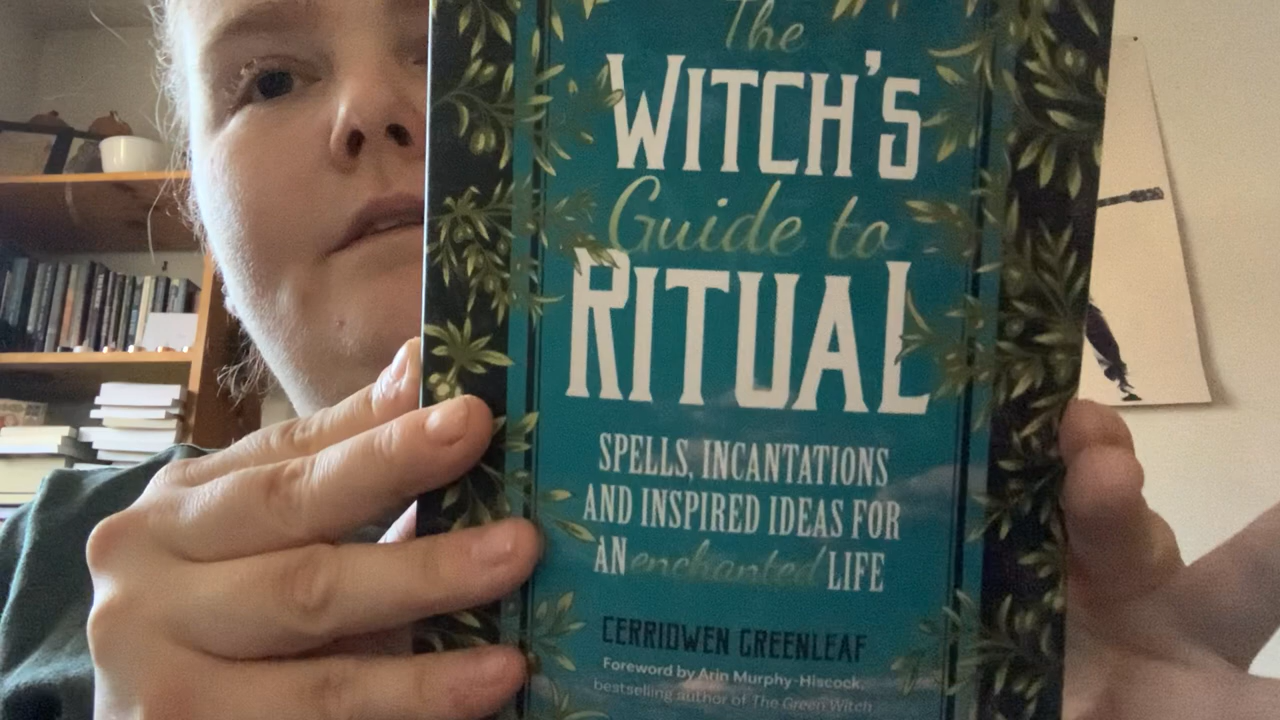 The
WITCH'S
Guide to
RITUAL
SPELLS, INCANTATIONS
AND INSPIRED IDEAS FOR
AN enchanted LIFE
CERRIDWEN GREENLEAF
Foreword by Arin Murphy-Hiscock,
bestselling author of The Green Witch